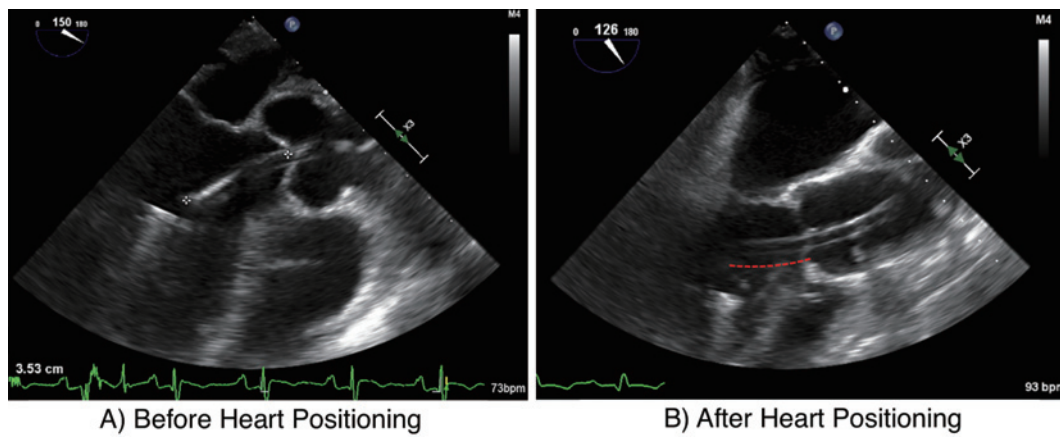 0 150 180
P
M4
X3
3.53 cm
73bpm
A) Before Heart Positioning
0 126 180
P
M4
X3
93 bpm
B) After Heart Positioning